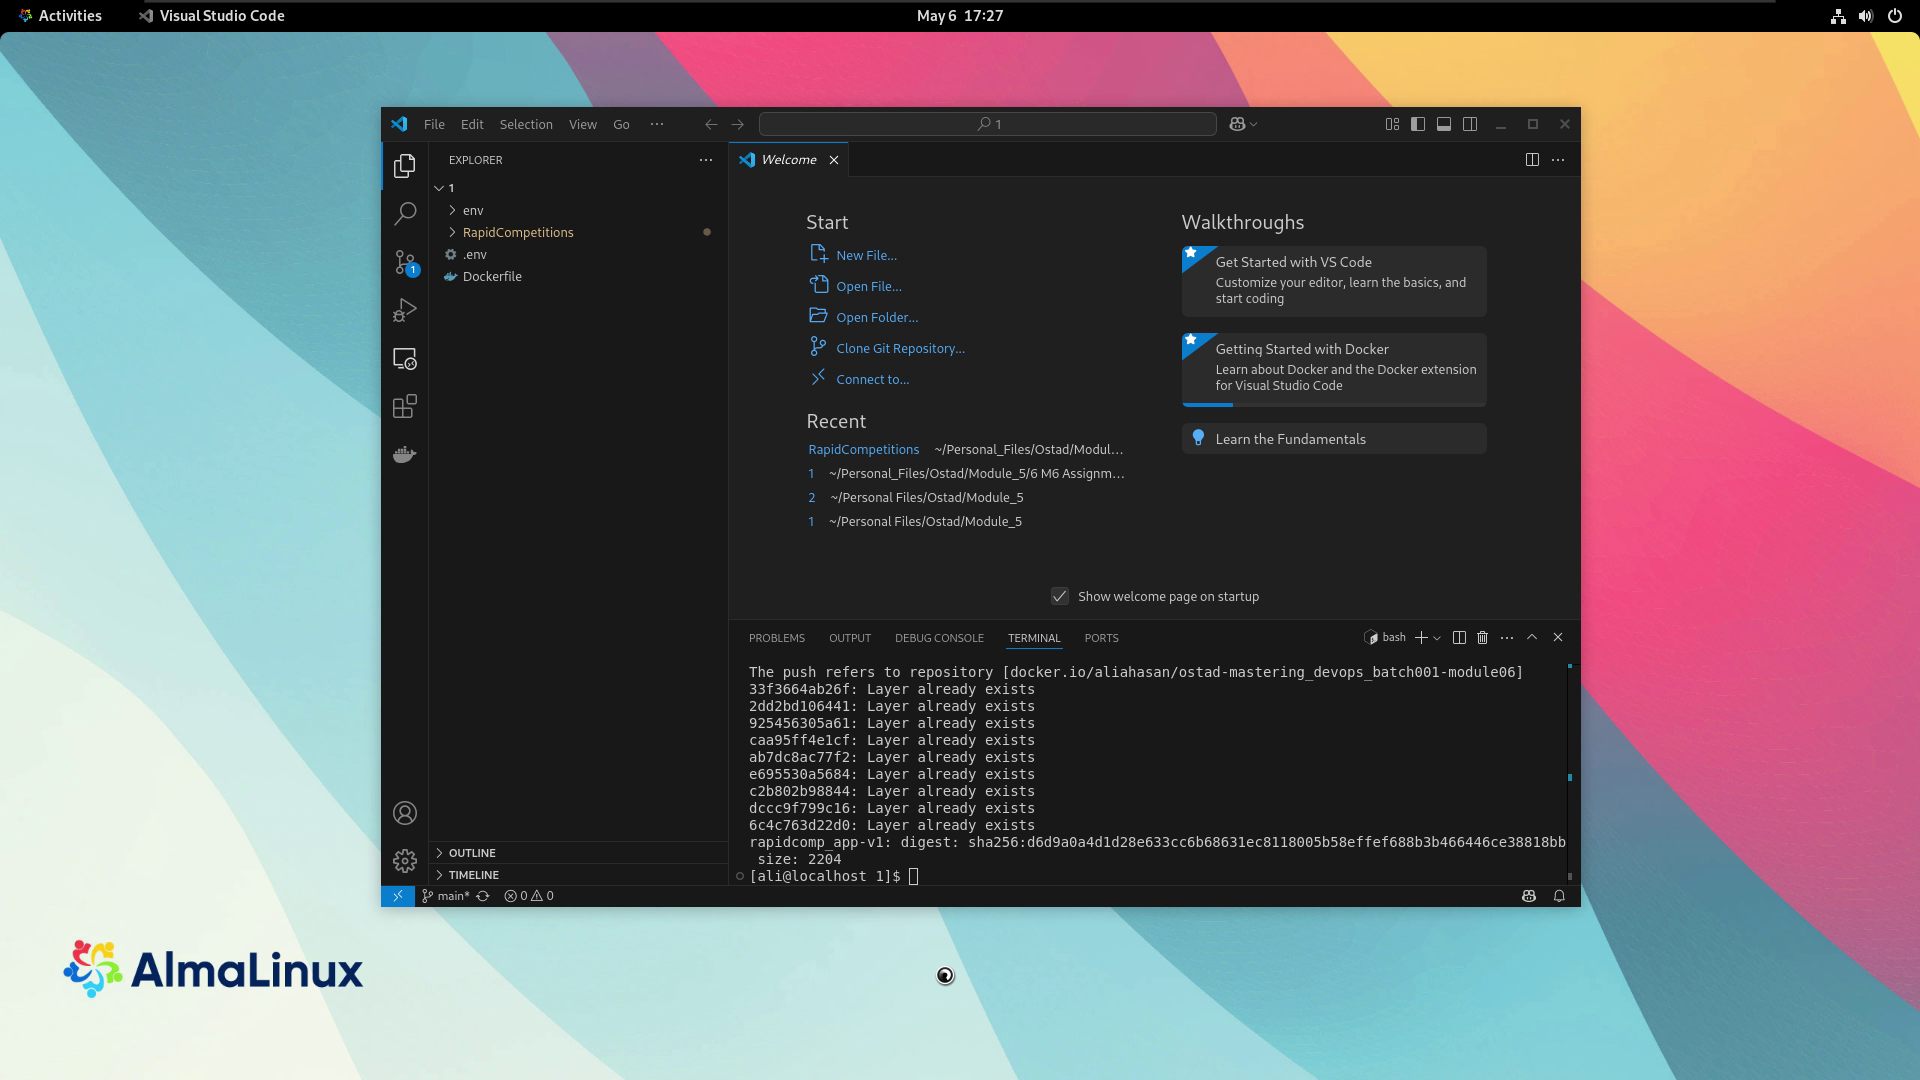 Activities
Visual Studio Code
May 6 17:27
File Edit Selection View Go ···
1
EXPLORER
1
env
RapidCompetitions
.env
Dockerfile
1
OUTLINE
TIMELINE
Welcome
Start
New File...
Open File...
Open Folder...
Clone Git Repository...
Connect to...
Recent
RapidCompetitions ~/Personal_Files/Ostad/Modul...
1 ~/Personal_Files/Ostad/Module_5/6 M6 Assignm...
2 ~/Personal Files/Ostad/Module_5
1 ~/Personal Files/Ostad/Module_5
Walkthroughs
Get Started with VS Code
Customize your editor, learn the basics, and
start coding
Getting Started with Docker
Learn about Docker and the Docker extension
for Visual Studio Code
Learn the Fundamentals
Show welcome page on startup
PROBLEMS OUTPUT DEBUG CONSOLE TERMINAL PORTS
bash
The push refers to repository [docker.io/aliahasan/ostad-mastering_devops_batch001-module06]
33f3664ab26f: Layer already exists
2dd2bd106441: Layer already exists
925456305a61: Layer already exists
caa95ff4e1cf: Layer already exists
ab7dc8ac77f2: Layer already exists
e695530a5684: Layer already exists
c2b802b98844: Layer already exists
dccc9f799c16: Layer already exists
6c4c763d22d0: Layer already exists
rapidcomp_app-v1: digest: sha256:d6d9a0a4d1d28e633cc6b68631ec8118005b58effef688b3b466446ce38818bb
size: 2204
[ali@localhost 1]$
main* 0 0
AlmaLinux